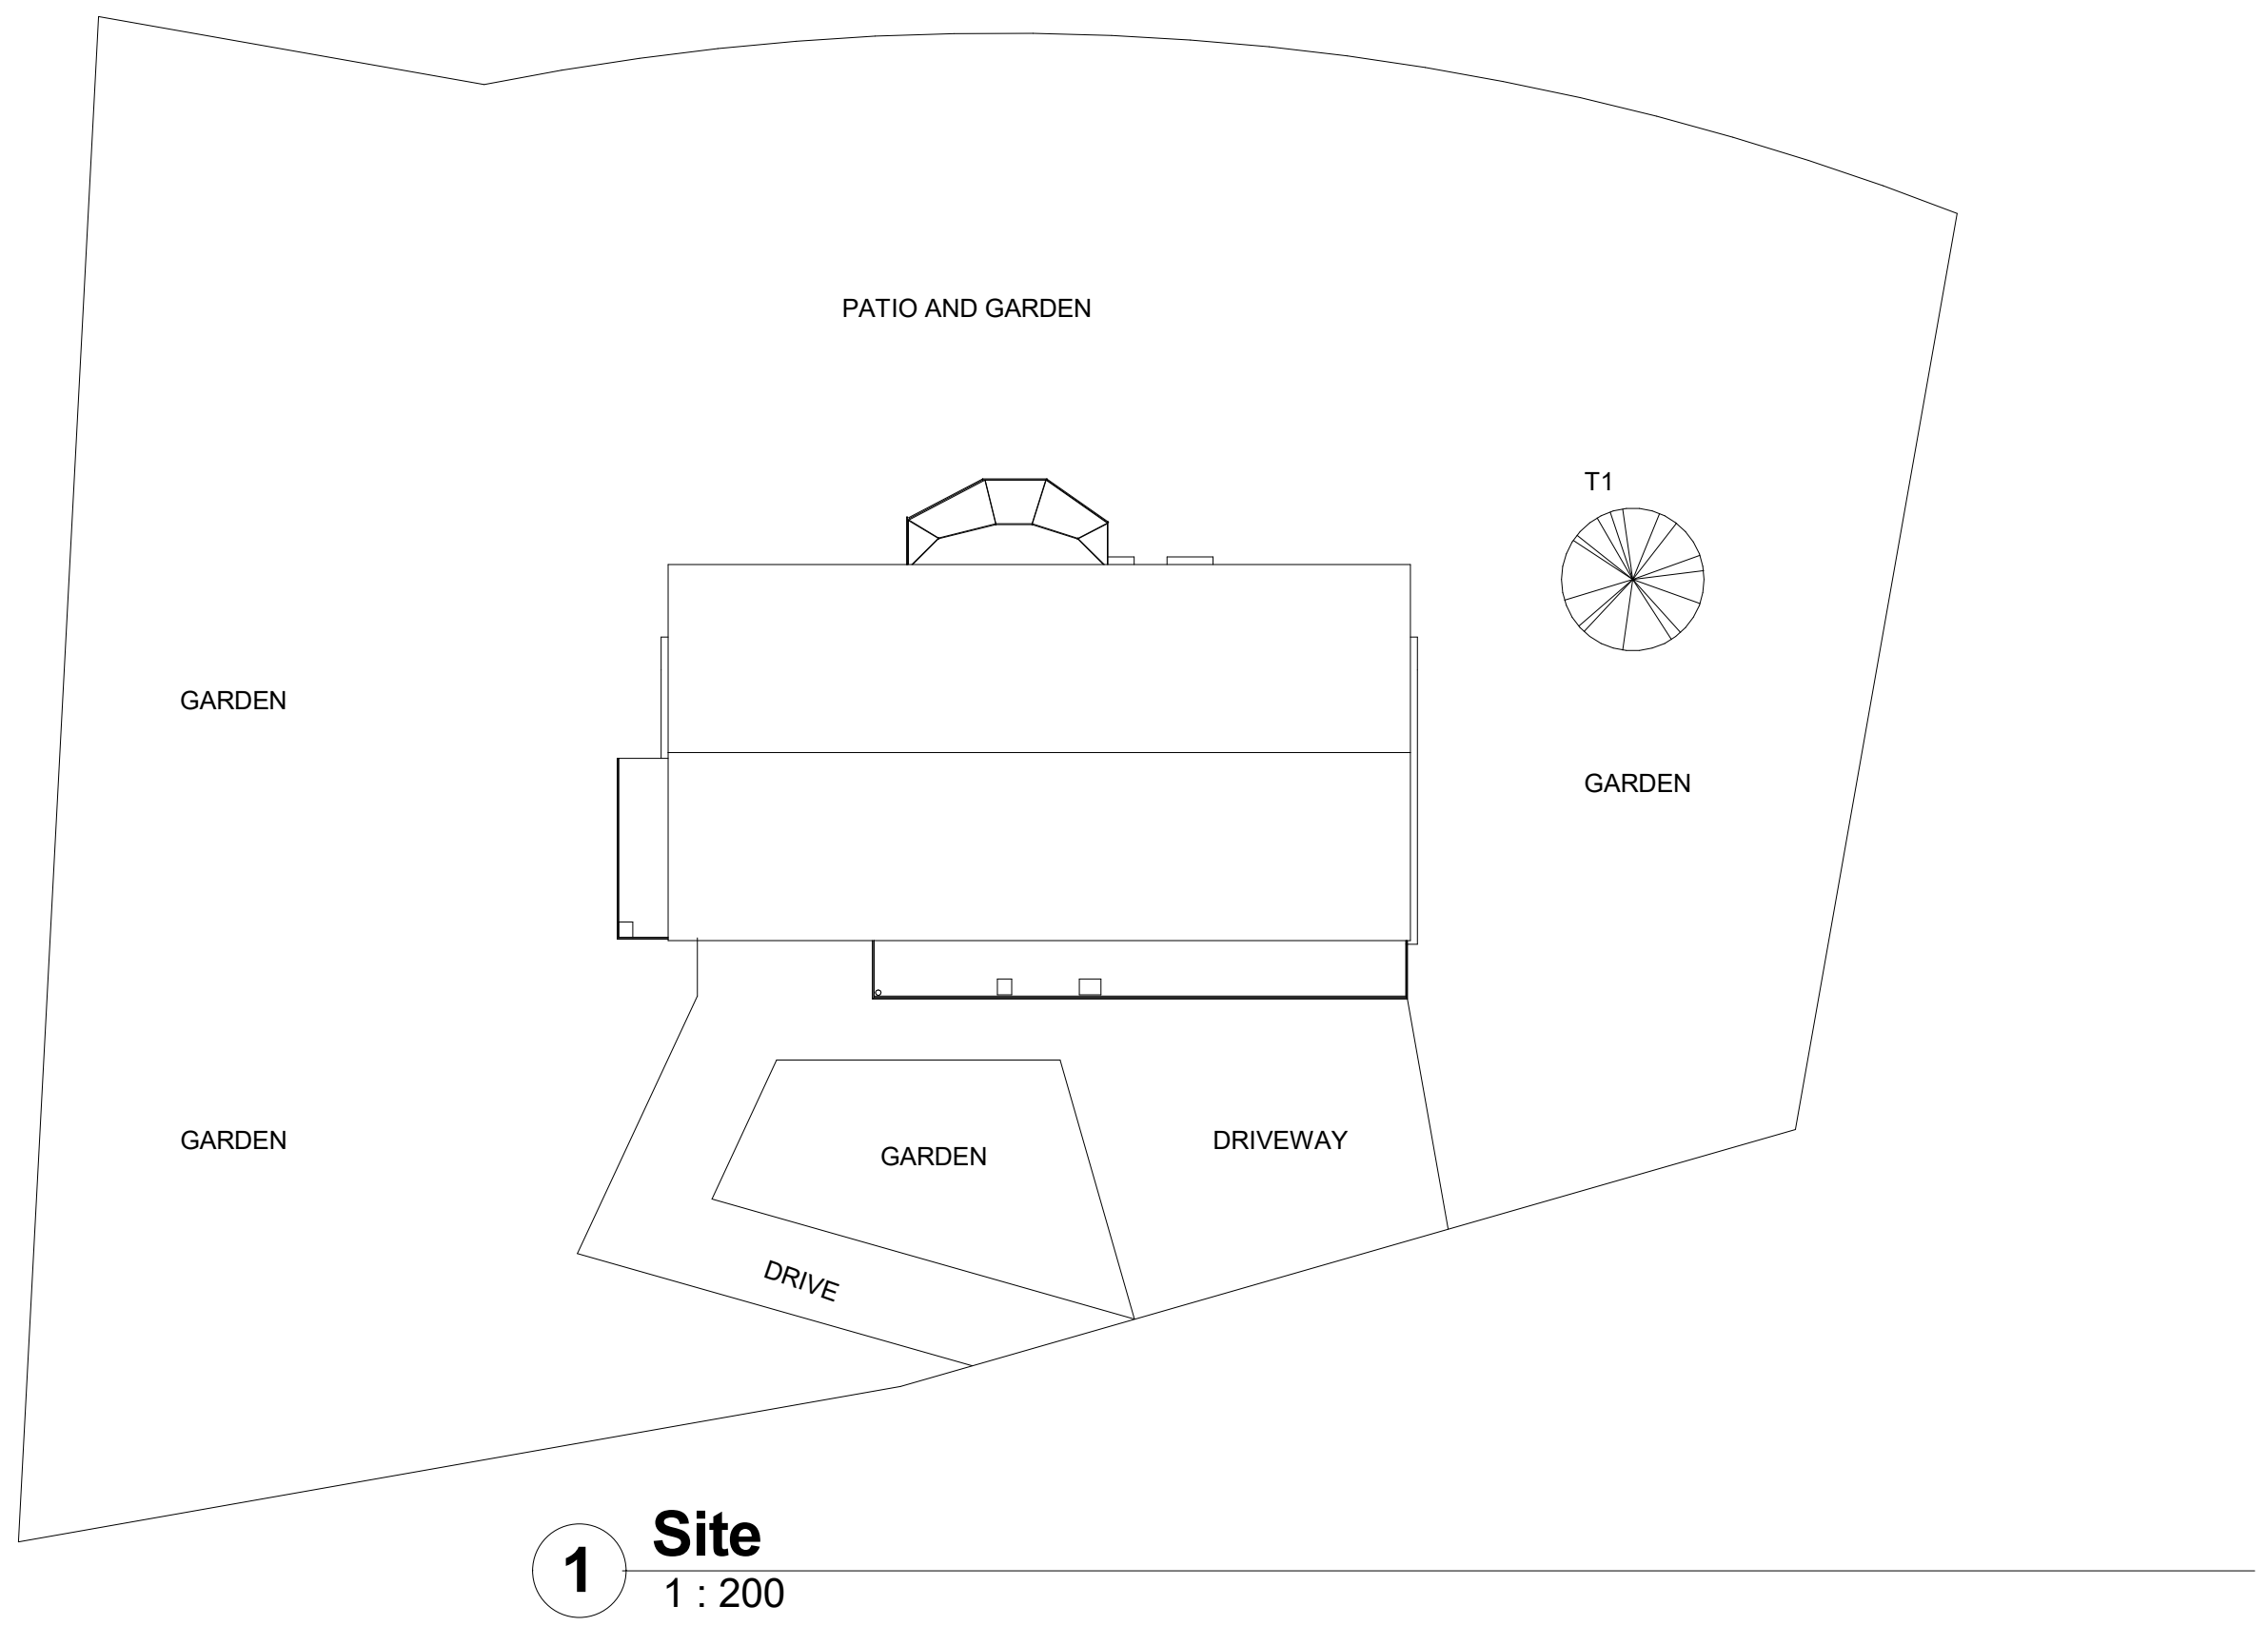 PATIO AND GARDEN
T1
GARDEN
GARDEN
GARDEN
GARDEN
DRIVEWAY
DRIVE
1
Site
1 : 200